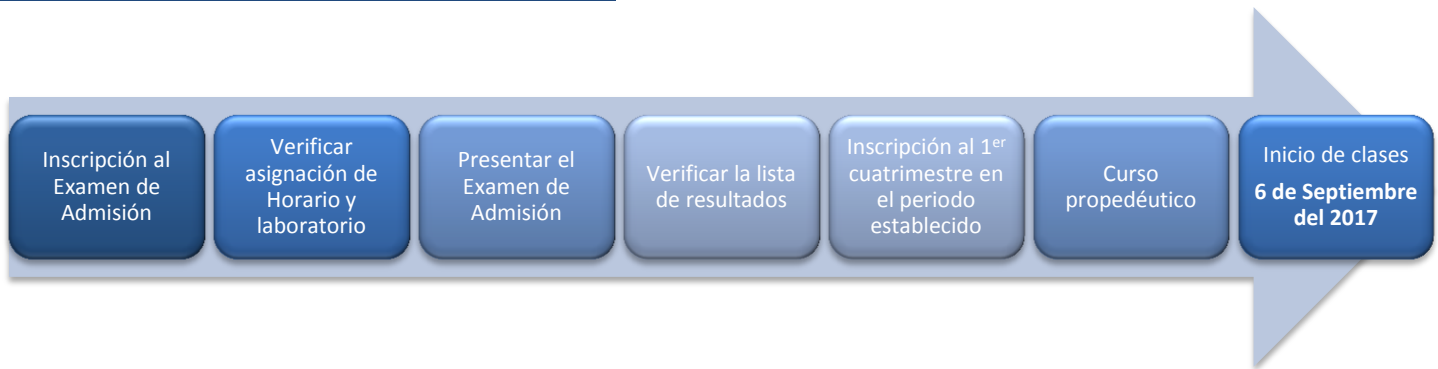 Inscripción al
Examen de
Admisión
Verificar
asignación de
Horario y
laboratorio
Presentar el
Examen de
Admisión
Verificar la lista
de resultados
Inscripción al 1er
cuatrimestre en
el periodo
establecido
Curso
propedéutico
Inicio de clases
6 de Septiembre
del 2017